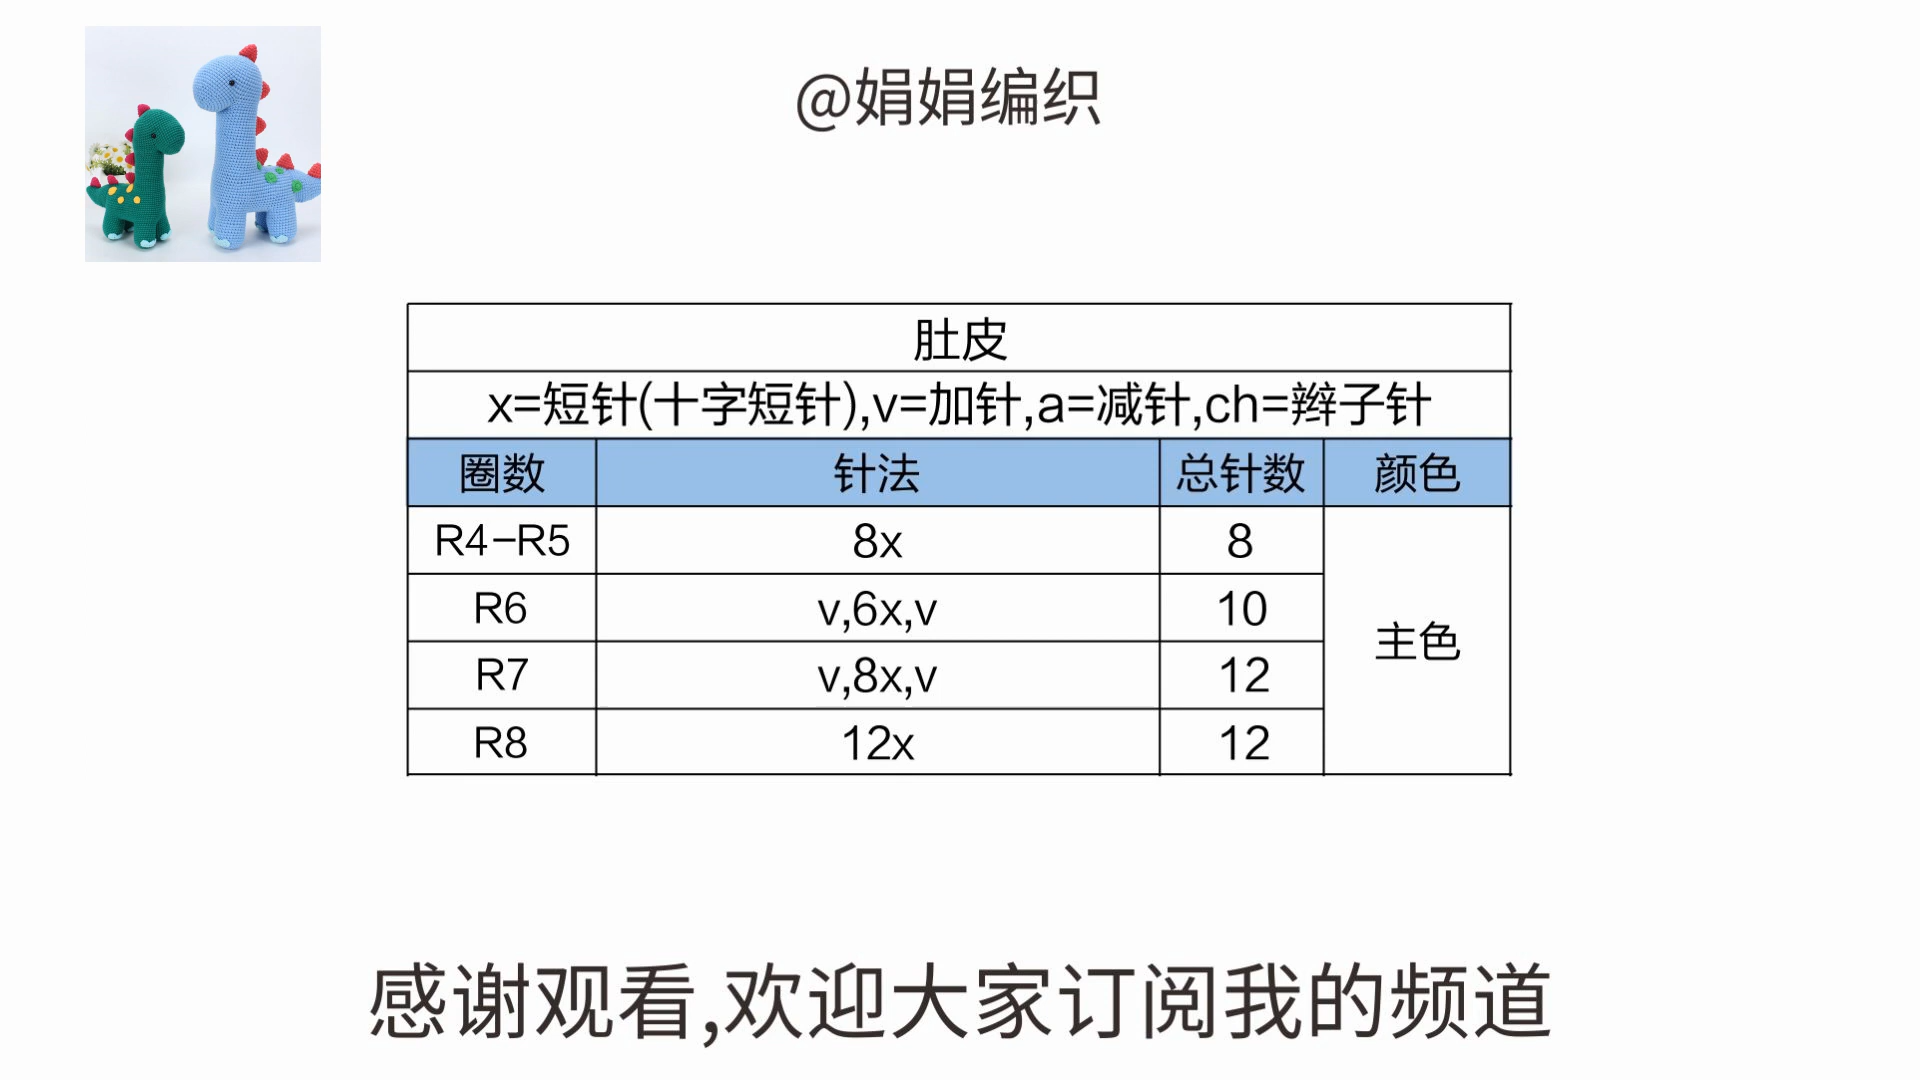 @娟娟编织
肚皮
x=短针(十字短针),v=加针,a=减针,ch=辫子针
圈数 针法 总针数 颜色
R4-R5 8x 8
R6 v,6x,v 10
主色
R7 v,8x,v 12
R8 12x 12
感谢观看,欢迎大家订阅我的频道